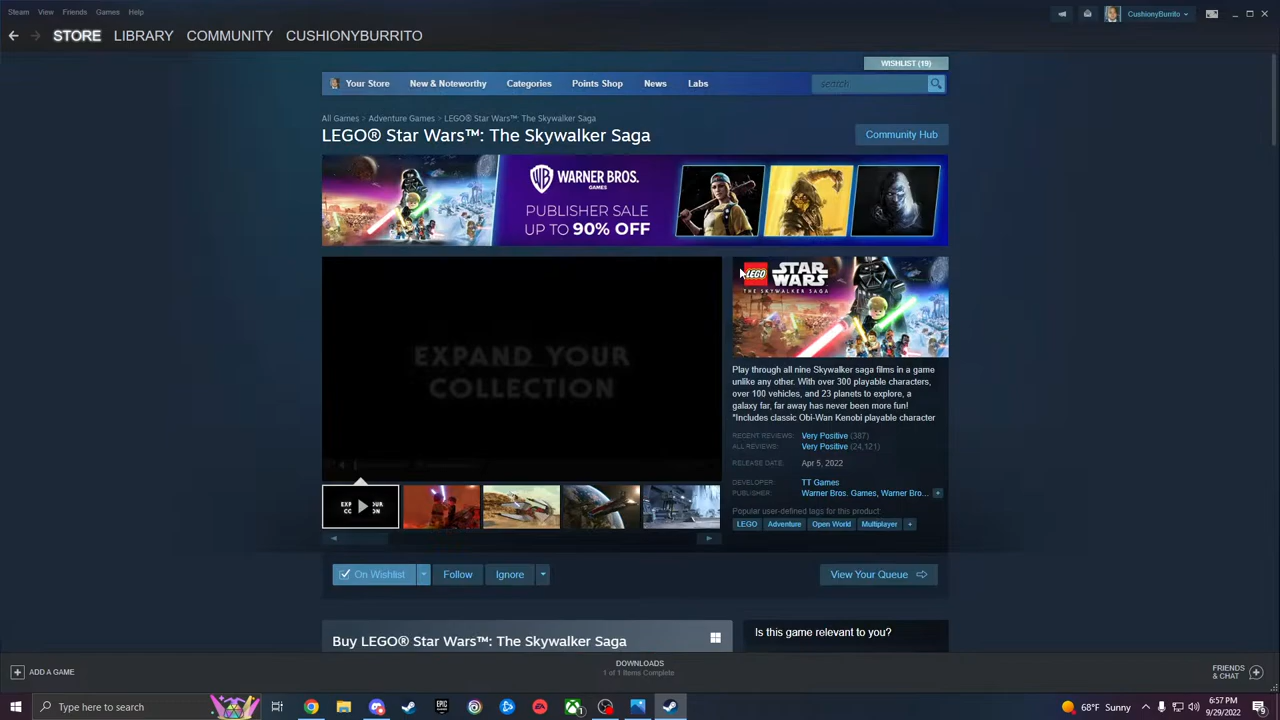 Steam View Friends Games Help
CushionyBurrito
STORE LIBRARY COMMUNITY CUSHIONYBURRITO
WISHLIST (19)
Your Store New & Noteworthy Categories Points Shop News Labs
search
All Games > Adventure Games > LEGO® Star Wars™: The Skywalker Saga
LEGO® Star Wars™: The Skywalker Saga
Community Hub
WB WARNER BROS.
GAMES
PUBLISHER SALE
UP TO 90% OFF
EXPAND YOUR
COLLECTION
LEGO STAR WARS
THE SKYWALKER SAGA
Play through all nine Skywalker saga films in a game
unlike any other. With over 300 playable characters,
over 100 vehicles, and 23 planets to explore, a
galaxy far, far away has never been more fun!
*Includes classic Obi-Wan Kenobi playable character
RECENT REVIEWS: Very Positive (387)
ALL REVIEWS: Very Positive (24,121)
RELEASE DATE: Apr 5, 2022
DEVELOPER: TT Games
PUBLISHER: Warner Bros. Games, Warner Bro... +
Popular user-defined tags for this product:
LEGO Adventure Open World Multiplayer +
On Wishlist Follow Ignore
View Your Queue
Buy LEGO® Star Wars™: The Skywalker Saga
Is this game relevant to you?
ADD A GAME
DOWNLOADS
1 of 1 Items Complete
FRIENDS
& CHAT
Type here to search
EPIC
EA
68°F Sunny
6:57 PM
9/29/2022